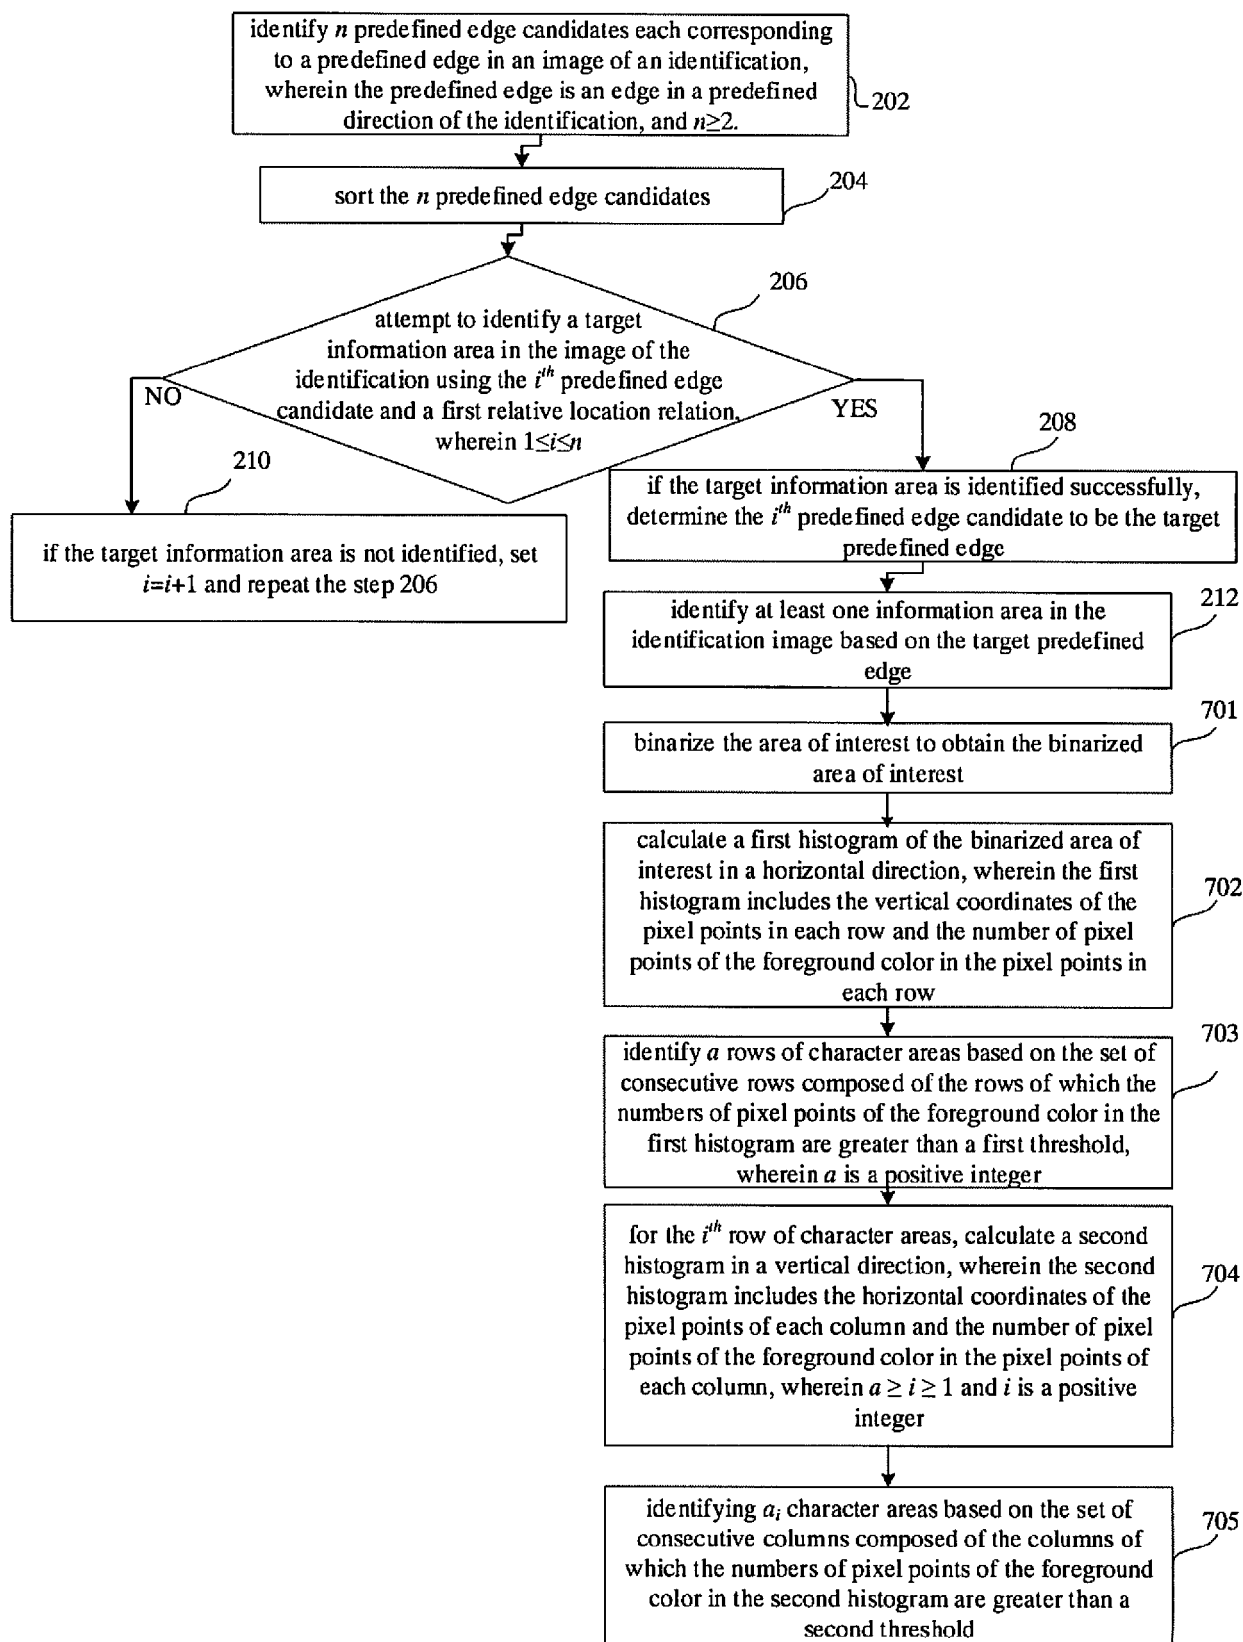 identify n predefined edge candidates each corresponding
to a predefined edge in an image of an identification,
wherein the predefined edge is an edge in a predefined
direction of the identification, and n≥2.
202
sort the n predefined edge candidates
204
206
attempt to identify a target
information area in the image of the
identification using the i^th predefined edge
candidate and a first relative location relation,
wherein 1≤i≤n
NO
YES
210
if the target information area is not identified, set
i=i+1 and repeat the step 206
208
if the target information area is identified successfully,
determine the i^th predefined edge candidate to be the target
predefined edge
identify at least one information area in the
identification image based on the target predefined
edge
212
binarize the area of interest to obtain the binarized
area of interest
701
calculate a first histogram of the binarized area of
interest in a horizontal direction, wherein the first
histogram includes the vertical coordinates of the
pixel points in each row and the number of pixel
points of the foreground color in the pixel points in
each row
702
identify a rows of character areas based on the set of
consecutive rows composed of the rows of which the
numbers of pixel points of the foreground color in the
first histogram are greater than a first threshold,
wherein a is a positive integer
703
for the i^th row of character areas, calculate a second
histogram in a vertical direction, wherein the second
histogram includes the horizontal coordinates of the
pixel points of each column and the number of pixel
points of the foreground color in the pixel points of
each column, wherein a ≥ i ≥ 1 and i is a positive
integer
704
identifying a_i character areas based on the set of
consecutive columns composed of the columns of
which the numbers of pixel points of the foreground
color in the second histogram are greater than a
second threshold
705